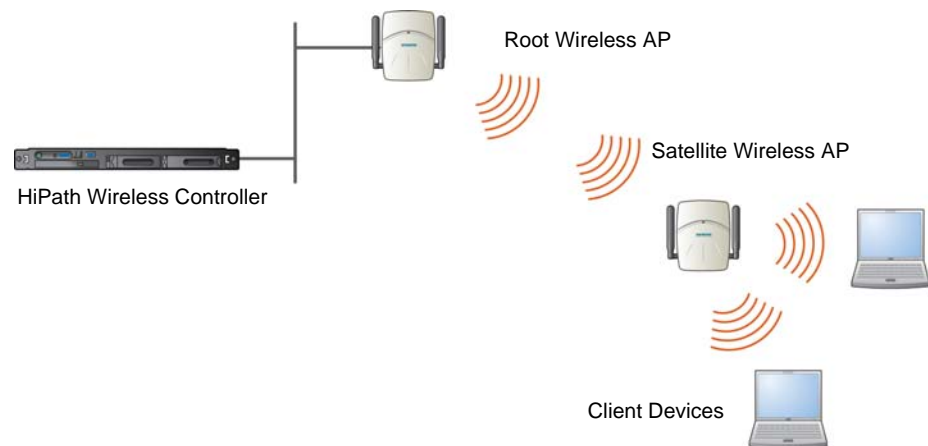 Root Wireless AP
Satellite Wireless AP
HiPath Wireless Controller
Client Devices